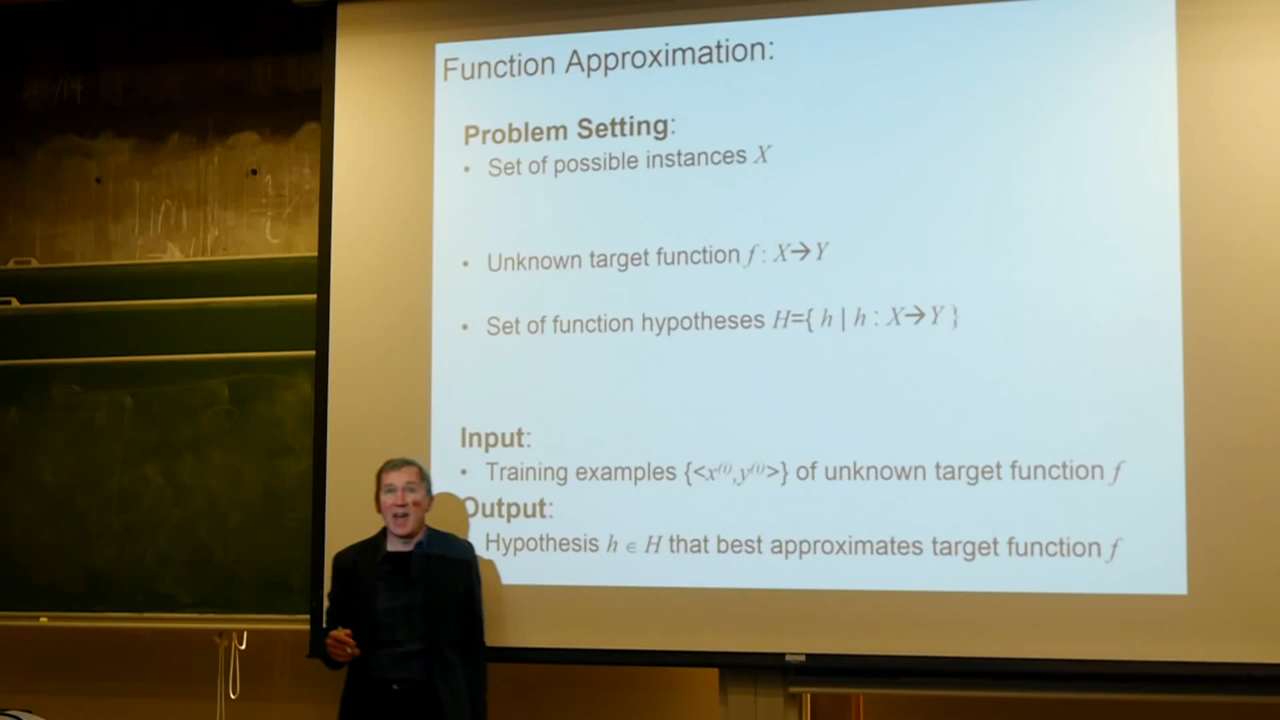 Function Approximation:
Problem Setting:
• Set of possible instances X
• Unknown target function f : X→Y
• Set of function hypotheses H={ h | h : X→Y }
Input:
• Training examples {<x⁽ⁱ⁾,y⁽ⁱ⁾>} of unknown target function f
Output:
Hypothesis h ∈ H that best approximates target function f